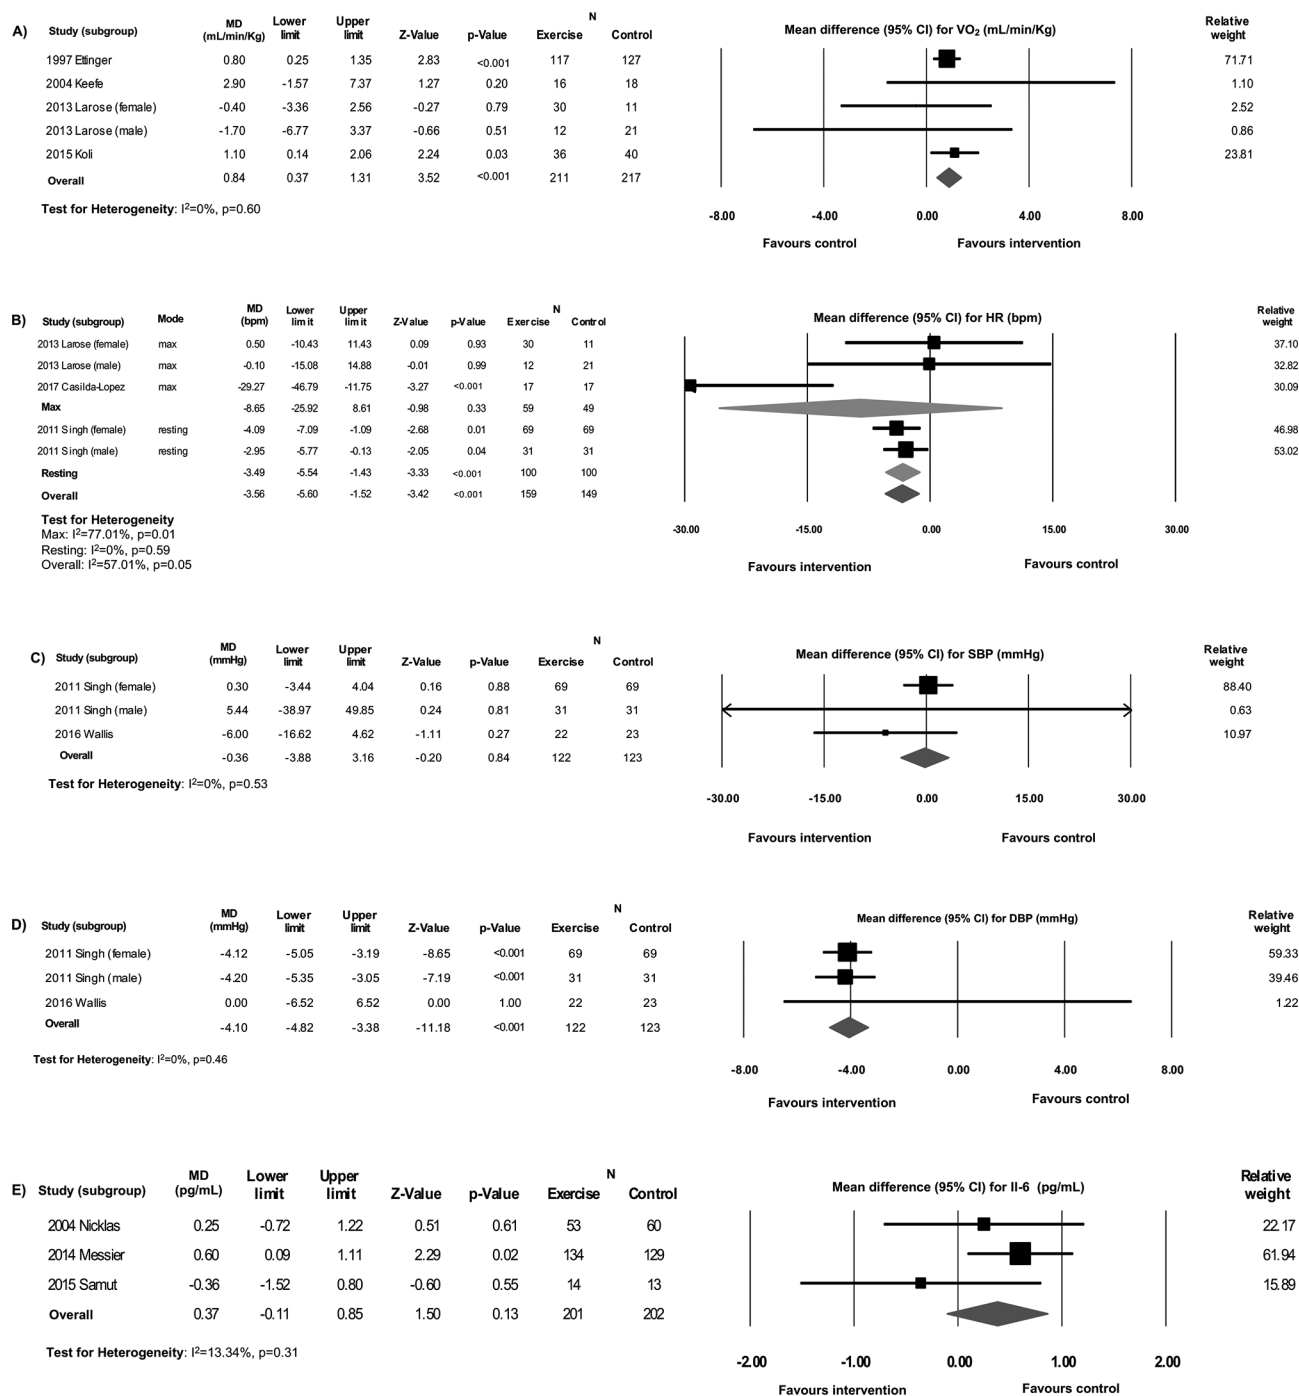 A) Study (subgroup) MD (mL/min/Kg) Lower limit Upper limit Z-Value p-Value N Exercise Control Mean difference (95% CI) for VO2 (mL/min/Kg) Relative weight
1997 Ettinger 0.80 0.25 1.35 2.83 <0.001 117 127 71.71
2004 Keefe 2.90 -1.57 7.37 1.27 0.20 16 18 1.10
2013 Larose (female) -0.40 -3.36 2.56 -0.27 0.79 30 11 2.52
2013 Larose (male) -1.70 -6.77 3.37 -0.66 0.51 12 21 0.86
2015 Koli 1.10 0.14 2.06 2.24 0.03 36 40 23.81
Overall 0.84 0.37 1.31 3.52 <0.001 211 217
Test for Heterogeneity: I2=0%, p=0.60
-8.00 -4.00 0.00 4.00 8.00
Favours control Favours intervention
B) Study (subgroup) Mode MD (bpm) Lower limit Upper limit Z-Value p-Value N Exercise Control Mean difference (95% CI) for HR (bpm) Relative weight
2013 Larose (female) max 0.50 -10.43 11.43 0.09 0.93 30 11 37.10
2013 Larose (male) max -0.10 -15.08 14.88 -0.01 0.99 12 21 32.82
2017 Casilda-Lopez max -29.27 -46.79 -11.75 -3.27 <0.001 17 17 30.09
Max -8.65 -25.92 8.61 -0.98 0.33 59 49
2011 Singh (female) resting -4.09 -7.09 -1.09 -2.68 0.01 69 69 46.98
2011 Singh (male) resting -2.95 -5.77 -0.13 -2.05 0.04 31 31 53.02
Resting -3.49 -5.54 -1.43 -3.33 <0.001 100 100
Overall -3.56 -5.60 -1.52 -3.42 <0.001 159 149
Test for Heterogeneity
Max: I2=77.01%, p=0.01
Resting: I2=0%, p=0.59
Overall: I2=57.01%, p=0.05
-30.00 -15.00 0.00 15.00 30.00
Favours intervention Favours control
C) Study (subgroup) MD (mmHg) Lower limit Upper limit Z-Value p-Value N Exercise Control Mean difference (95% CI) for SBP (mmHg) Relative weight
2011 Singh (female) 0.30 -3.44 4.04 0.16 0.88 69 69 88.40
2011 Singh (male) 5.44 -38.97 49.85 0.24 0.81 31 31 0.63
2016 Wallis -6.00 -16.62 4.62 -1.11 0.27 22 23 10.97
Overall -0.36 -3.88 3.16 -0.20 0.84 122 123
Test for Heterogeneity: I2=0%, p=0.53
-30.00 -15.00 0.00 15.00 30.00
Favours intervention Favours control
D) Study (subgroup) MD (mmHg) Lower limit Upper limit Z-Value p-Value N Exercise Control Mean difference (95% CI) for DBP (mmHg) Relative weight
2011 Singh (female) -4.12 -5.05 -3.19 -8.65 <0.001 69 69 59.33
2011 Singh (male) -4.20 -5.35 -3.05 -7.19 <0.001 31 31 39.46
2016 Wallis 0.00 -6.52 6.52 0.00 1.00 22 23 1.22
Overall -4.10 -4.82 -3.38 -11.18 <0.001 122 123
Test for Heterogeneity: I2=0%, p=0.46
-8.00 -4.00 0.00 4.00 8.00
Favours intervention Favours control
E) Study (subgroup) MD (pg/mL) Lower limit Upper limit Z-Value p-Value N Exercise Control Mean difference (95% CI) for Il-6 (pg/mL) Relative weight
2004 Nicklas 0.25 -0.72 1.22 0.51 0.61 53 60 22.17
2014 Messier 0.60 0.09 1.11 2.29 0.02 134 129 61.94
2015 Samut -0.36 -1.52 0.80 -0.60 0.55 14 13 15.89
Overall 0.37 -0.11 0.85 1.50 0.13 201 202
Test for Heterogeneity: I2=13.34%, p=0.31
-2.00 -1.00 0.00 1.00 2.00
Favours intervention Favours control